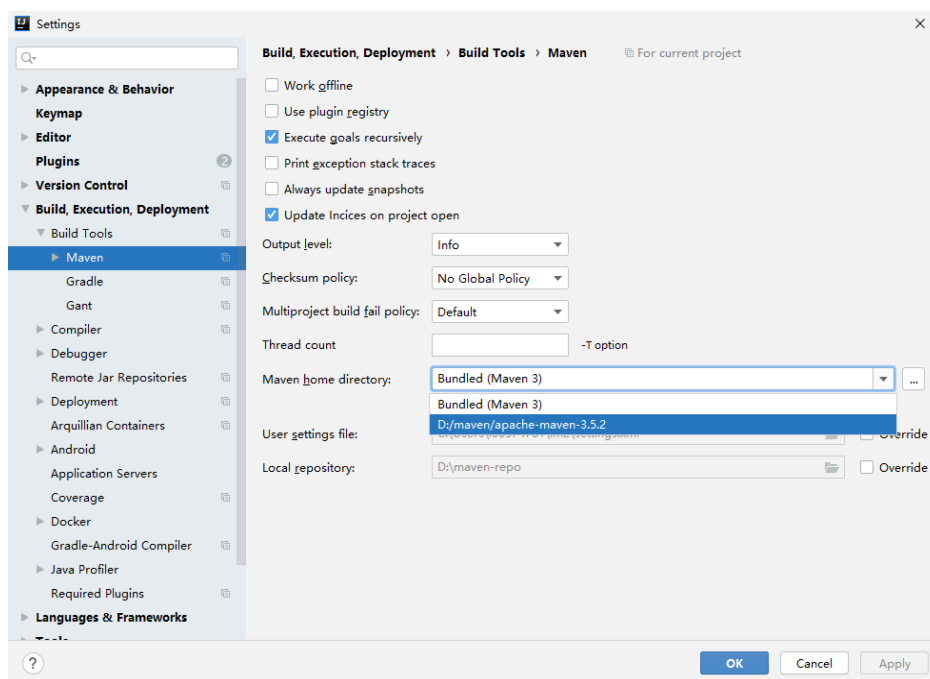 Settings
Appearance & Behavior
Keymap
Editor
Plugins 2
Version Control
Build, Execution, Deployment
Build Tools
Maven
Gradle
Gant
Compiler
Debugger
Remote Jar Repositories
Deployment
Arquillian Containers
Android
Application Servers
Coverage
Docker
Gradle-Android Compiler
Java Profiler
Required Plugins
Languages & Frameworks
Tools
Build, Execution, Deployment › Build Tools › Maven For current project
Work offline
Use plugin registry
Execute goals recursively
Print exception stack traces
Always update snapshots
Update Incices on project open
Output level: Info
Checksum policy: No Global Policy
Multiproject build fail policy: Default
Thread count -T option
Maven home directory: Bundled (Maven 3) ...
Bundled (Maven 3)
D:/maven/apache-maven-3.5.2
User settings file: Override
Local repository: D:\maven-repo Override
? OK Cancel Apply